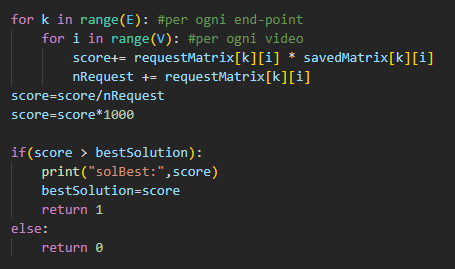 for k in range(E): #per ogni end-point
    for i in range(V): #per ogni video
        score+= requestMatrix[k][i] * savedMatrix[k][i]
        nRequest += requestMatrix[k][i]
score=score/nRequest
score=score*1000

if(score > bestSolution):
    print("solBest:",score)
    bestSolution=score
    return 1
else:
    return 0